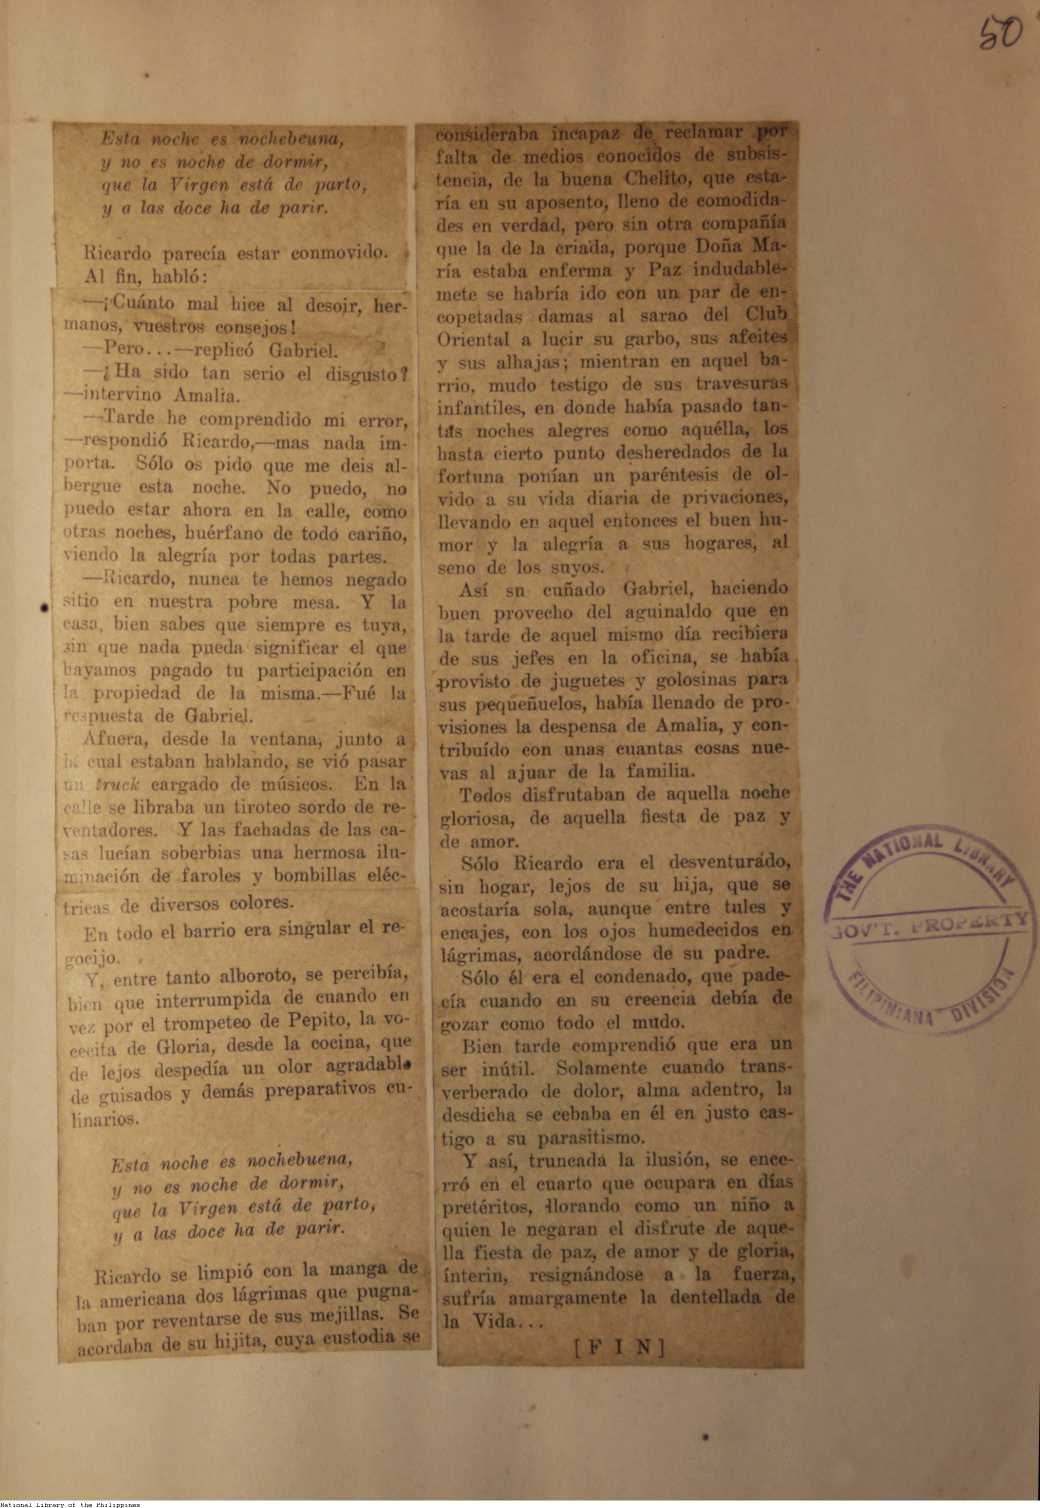 50
Esta noche es nochebeuna,
y no es noche de dormir,
que la Virgen está de parto,
y a las doce ha de parir.
Ricardo parecía estar conmovido.
Al fin, habló:
—¡Cuánto mal hice al desoir, her-
manos, vuestros consejos!
—Pero...—replicó Gabriel.
—¿Ha sido tan serio el disgusto?
—intervino Amalia.
—Tarde he comprendido mi error,
—respondió Ricardo,—mas nada im-
porta. Sólo os pido que me deis al-
bergue esta noche. No puedo, no
puedo estar ahora en la calle, como
otras noches, huérfano de todo cariño,
viendo la alegría por todas partes.
—Ricardo, nunca te hemos negado
sitio en nuestra pobre mesa. Y la
casa, bien sabes que siempre es tuya,
sin que nada pueda significar el que
hayamos pagado tu participación en
la propiedad de la misma.—Fué la
respuesta de Gabriel.
Afuera, desde la ventana, junto a
la cual estaban hablando, se vió pasar
un truck cargado de músicos. En la
calle se libraba un tiroteo sordo de re-
ventadores. Y las fachadas de las ca-
sas lucían soberbias una hermosa ilu-
minación de faroles y bombillas eléc-
tricas de diversos colores.
En todo el barrio era singular el re-
gocijo.
Y, entre tanto alboroto, se percibía,
bien que interrumpida de cuando en
vez por el trompeteo de Pepito, la vo-
cecita de Gloria, desde la cocina, que
de lejos despedía un olor agradable
de guisados y demás preparativos cu-
linarios.
Esta noche es nochebuena,
y no es noche de dormir,
que la Virgen está de parto,
y a las doce ha de parir.
Ricardo se limpió con la manga de
la americana dos lágrimas que pugna-
ban por reventarse de sus mejillas. Se
acordaba de su hijita, cuya custodia se
consideraba incapaz de reclamar por
falta de medios conocidos de subsis-
tencia, de la buena Chelito, que esta-
ría en su aposento, lleno de comodida-
des en verdad, pero sin otra compañía
que la de la criada, porque Doña Ma-
ría estaba enferma y Paz indudable-
mete se habría ido con un par de en-
copetadas damas al sarao del Club
Oriental a lucir su garbo, sus afeites
y sus alhajas; mientran en aquel ba-
rrio, mudo testigo de sus travesuras
infantiles, en donde había pasado tan-
tas noches alegres como aquélla, los
hasta cierto punto desheredados de la
fortuna ponían un paréntesis de ol-
vido a su vida diaria de privaciones,
llevando en aquel entonces el buen hu-
mor y la alegría a sus hogares, al
seno de los suyos.
Así su cuñado Gabriel, haciendo
buen provecho del aguinaldo que en
la tarde de aquel mismo día recibiera
de sus jefes en la oficina, se había
provisto de juguetes y golosinas para
sus pequeñuelos, había llenado de pro-
visiones la despensa de Amalia, y con-
tribuído con unas cuantas cosas nue-
vas al ajuar de la familia.
Todos disfrutaban de aquella noche
gloriosa, de aquella fiesta de paz y
de amor.
Sólo Ricardo era el desventurado,
sin hogar, lejos de su hija, que se
acostaría sola, aunque entre tules y
encajes, con los ojos humedecidos en
lágrimas, acordándose de su padre.
Sólo él era el condenado, que pade-
cía cuando en su creencia debía de
gozar como todo el mudo.
Bien tarde comprendió que era un
ser inútil. Solamente cuando trans-
verberado de dolor, alma adentro, la
desdicha se cebaba en él en justo cas-
tigo a su parasitismo.
Y así, truncada la ilusión, se ence-
rró en el cuarto que ocupara en días
pretéritos, llorando como un niño a
quien le negaran el disfrute de aque-
lla fiesta de paz, de amor y de gloria,
ínterin, resignándose a la fuerza,
sufría amargamente la dentellada de
la Vida...
[FIN]
THE NATIONAL LIBRARY
GOV'T. PROPERTY
FILIPINIANA DIVISION
National Library of the Philippines